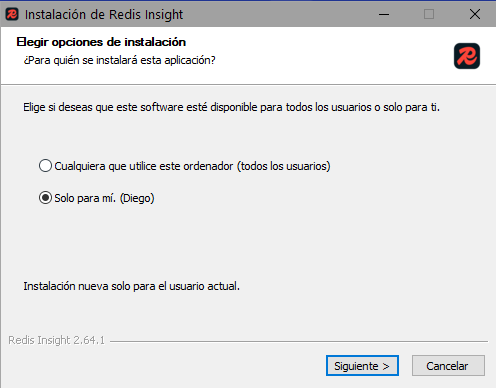 Instalación de Redis Insight
Elegir opciones de instalación
¿Para quién se instalará esta aplicación?
Elige si deseas que este software esté disponible para todos los usuarios o solo para ti.
Cualquiera que utilice este ordenador (todos los usuarios)
Solo para mí. (Diego)
Instalación nueva solo para el usuario actual.
Redis Insight 2.64.1
Siguiente >
Cancelar